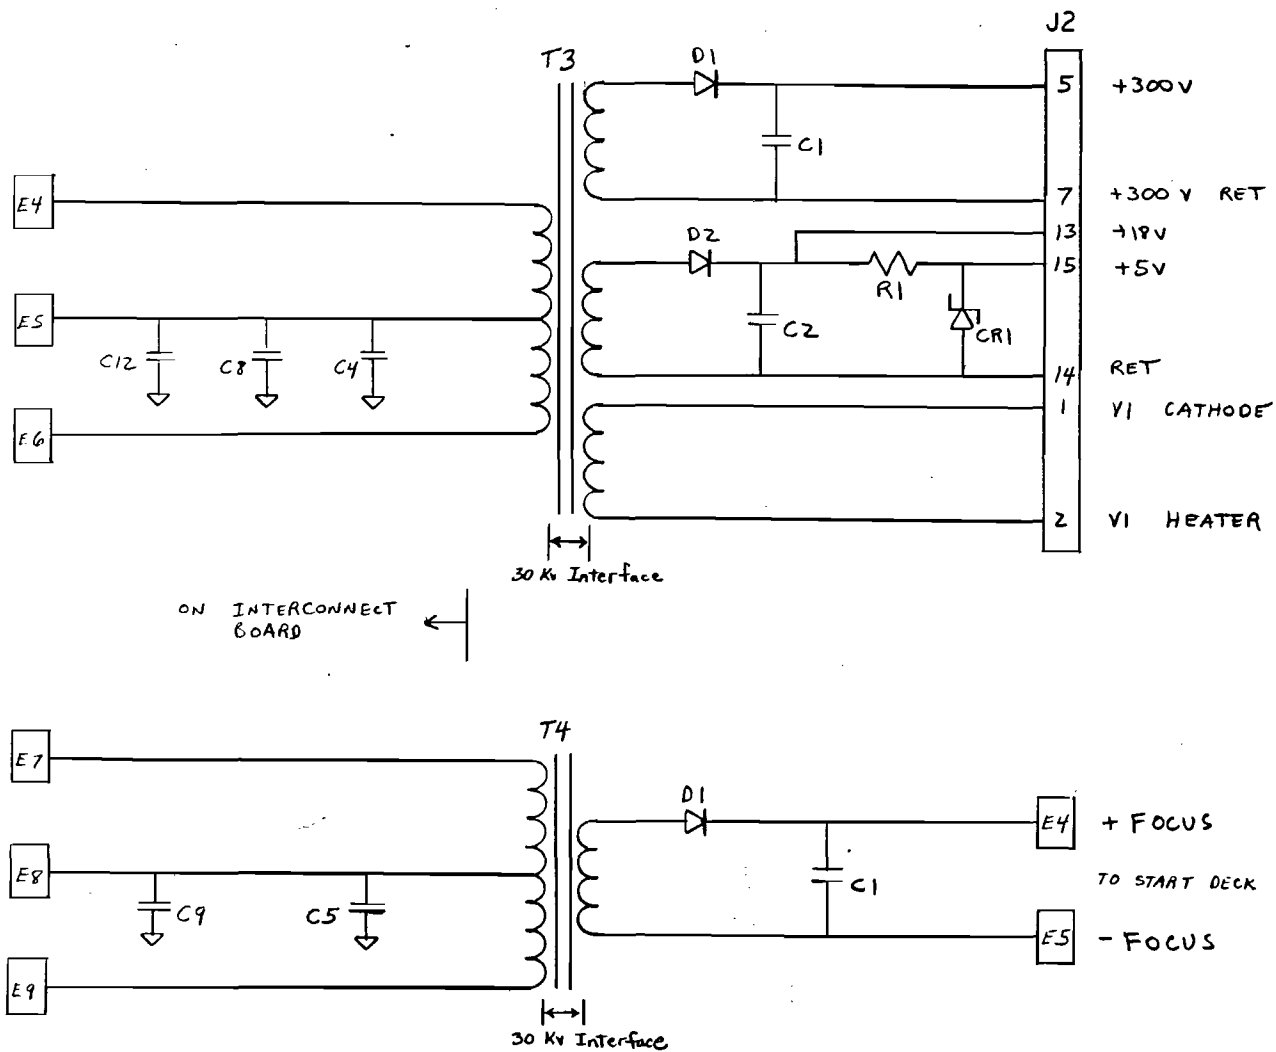 J2
T3
D1
5 +300V
C1
E4
7 +300 V RET
13 +18V
D2
15 +5V
R1
E5
C2
CR1
C12
C8
C4
14 RET
1 V1 CATHODE
E6
2 V1 HEATER
30 Kv Interface
ON INTERCONNECT
BOARD
T4
E7
D1
E4 + FOCUS
E8
C1
TO START DECK
C9
C5
E5 - FOCUS
E9
30 Kv Interface